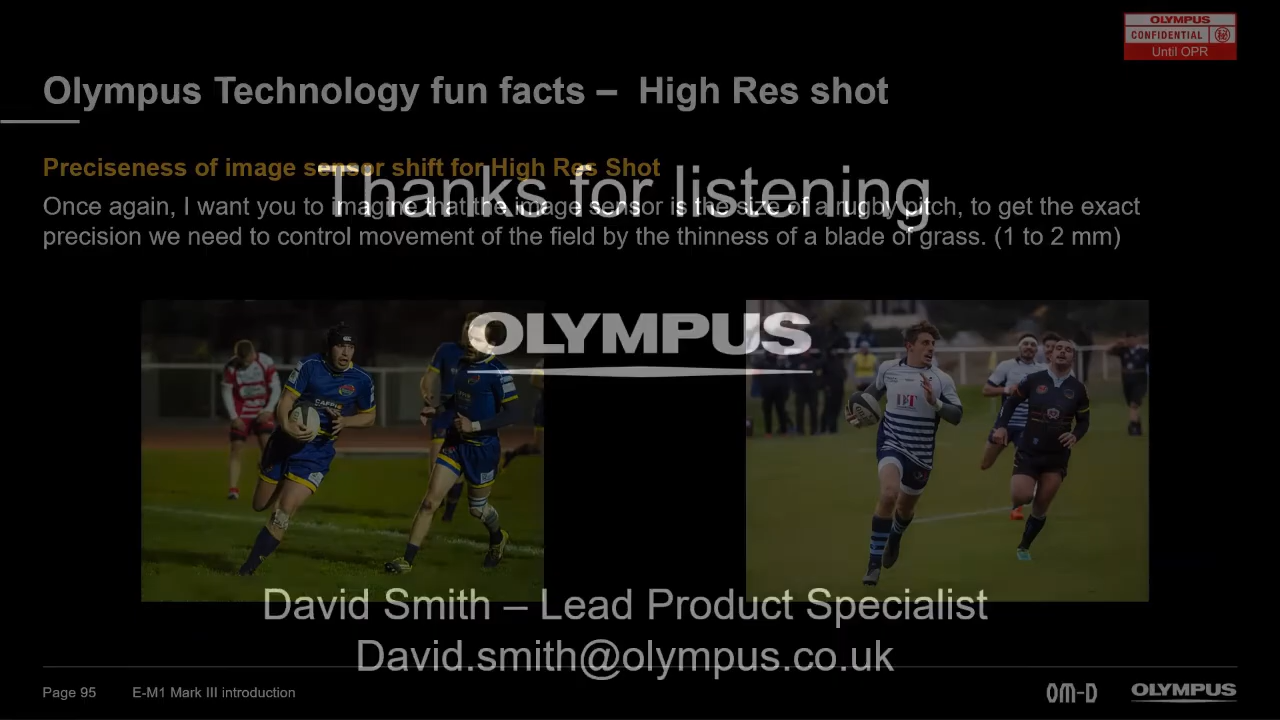 OLYMPUS
CONFIDENTIAL 秘
Until OPR
Olympus Technology fun facts – High Res shot
Preciseness of image sensor shift for High Res Shot
Thanks for listening
Once again, I want you to imagine that the image sensor is the size of a rugby pitch, to get the exact
precision we need to control movement of the field by the thinness of a blade of grass. (1 to 2 mm)
OLYMPUS
David Smith – Lead Product Specialist
David.smith@olympus.co.uk
Page 95 E-M1 Mark III introduction
OM-D OLYMPUS